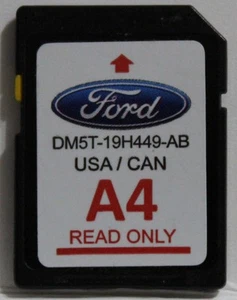 Ford
DM5T-19H449-AB
USA / CAN
A4
READ ONLY